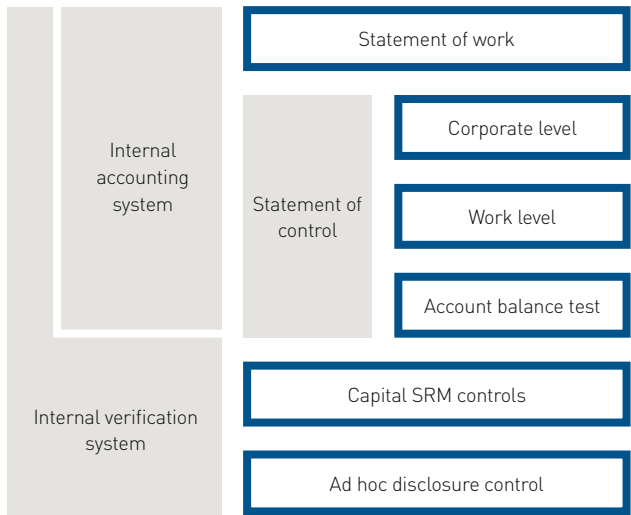 Statement of work
Internal
accounting
system
Statement of
control
Corporate level
Work level
Account balance test
Internal verification
system
Capital SRM controls
Ad hoc disclosure control